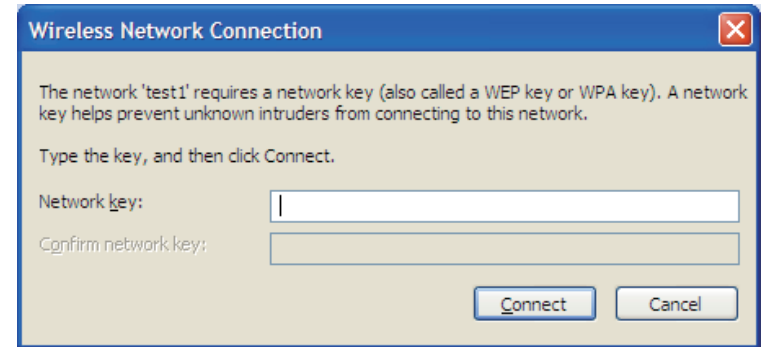 Wireless Network Connection
The network 'test1' requires a network key (also called a WEP key or WPA key). A network
key helps prevent unknown intruders from connecting to this network.
Type the key, and then click Connect.
Network key:
Confirm network key:
Connect Cancel